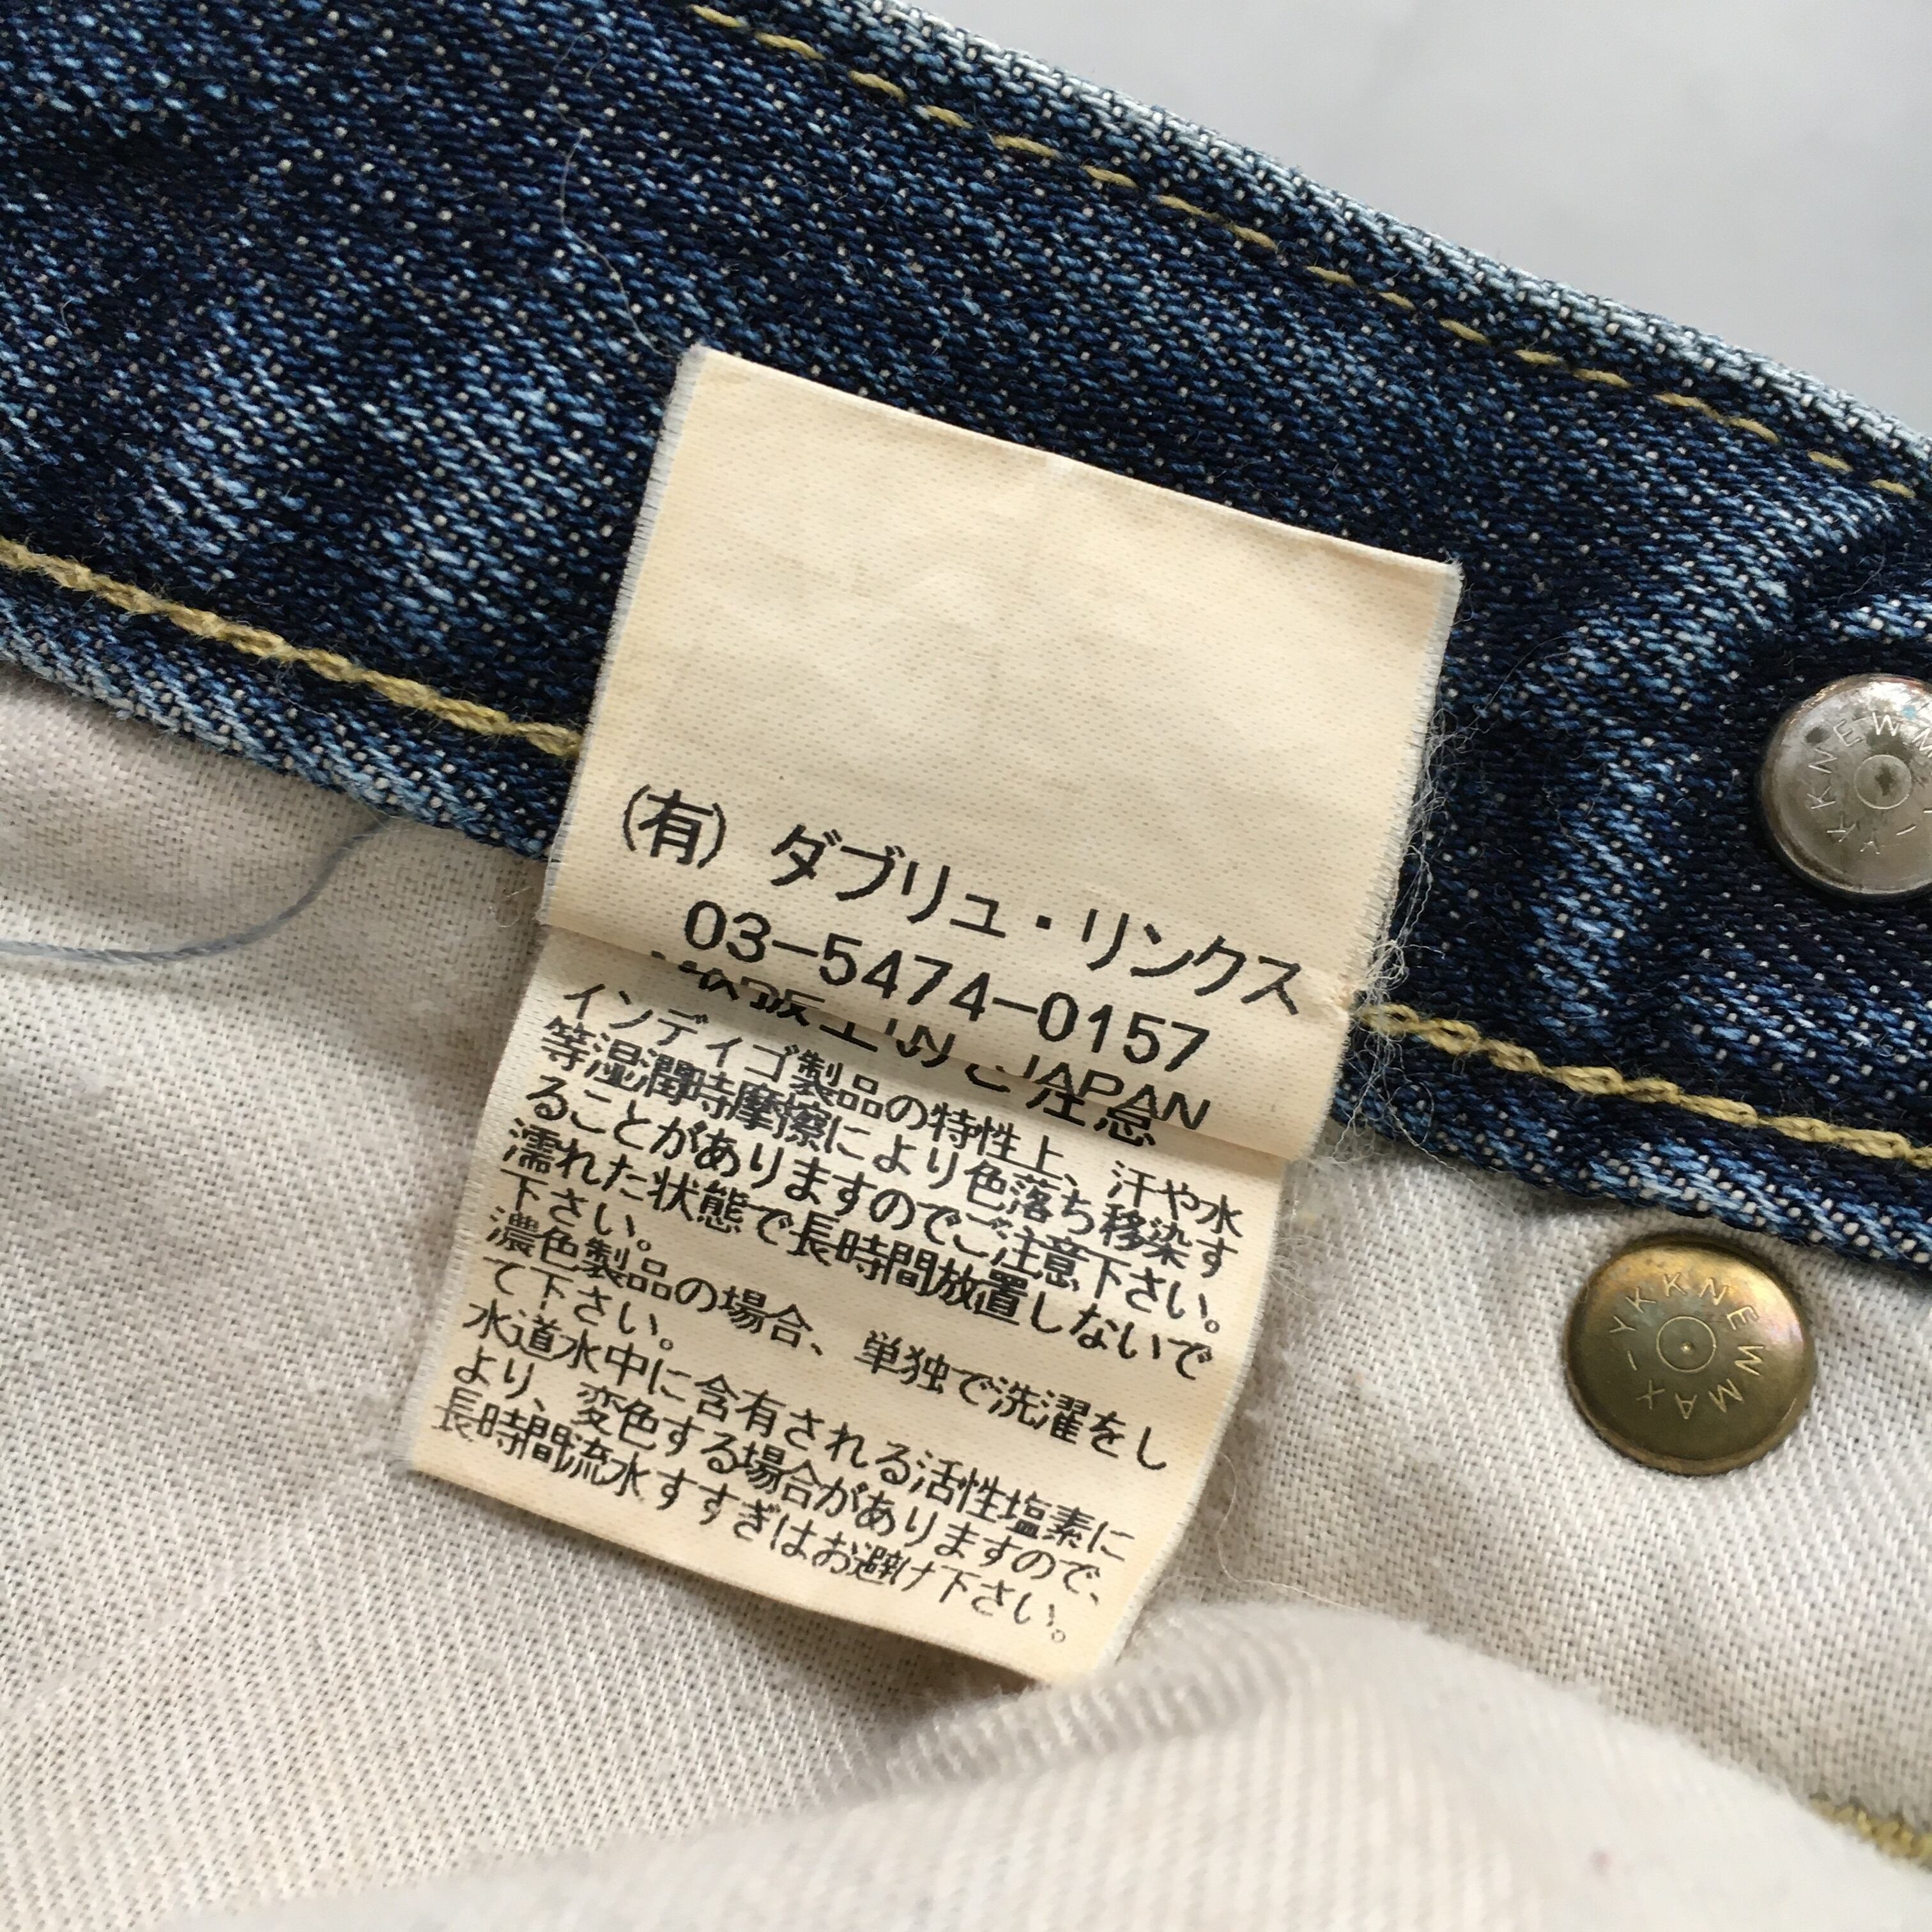 (有) ダブリュ・リンクス
03-5474-0157
JAPAN
ご注意
インディゴ製品の特性上、汗や水
等湿潤時摩擦により色落ち移染す
ることがありますのでご注意下さい。
濡れた状態で長時間放置しないで
下さい。
濃色製品の場合、単独で洗濯をし
て下さい。
水道水中に含有される活性塩素に
より、変色する場合がありますので、
長時間流水すすぎはお避け下さい。
YKKNEWMAX-